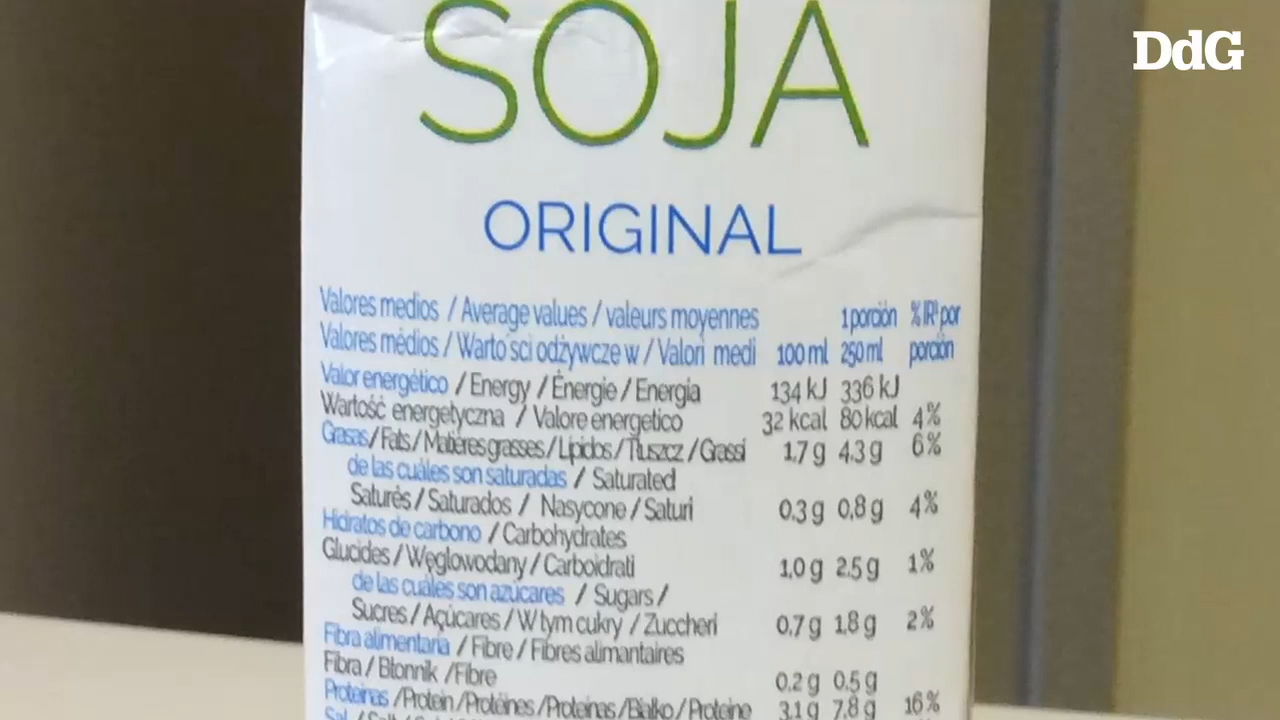 DdG
SOJA
ORIGINAL
Valores medios / Average values / valeurs moyennes 1 porción % IR¹ por
Valores médios / Warto sci odżywcze w / Valori medi 100 ml 250 ml porción
Valor energético / Energy / Énergie / Energia 134 kJ 336 kJ
Wartość energetyczna / Valore energetico 32 kcal 80 kcal 4%
Grasas / Fats / Matières grasses / Lipidos / Tłuszcz / Grassi 1,7 g 4,3 g 6%
de las cuáles son saturadas / Saturated
Saturés / Saturados / Nasycone / Saturi 0,3 g 0,8 g 4%
Hidratos de carbono / Carbohydrates
Glucides / Węglowodany / Carboidrati 1,0 g 2,5 g 1%
de las cuáles son azúcares / Sugars /
Sucres / Açúcares / W tym cukry / Zuccheri 0,7 g 1,8 g 2%
Fibra alimentaria / Fibre / Fibres alimantaires
Fibra / Błonnik / Fibre 0,2 g 0,5 g
Proteínas / Protein / Protéines / Proteinas / Białko / Proteine 3,1 g 7,8 g 16%
Sal